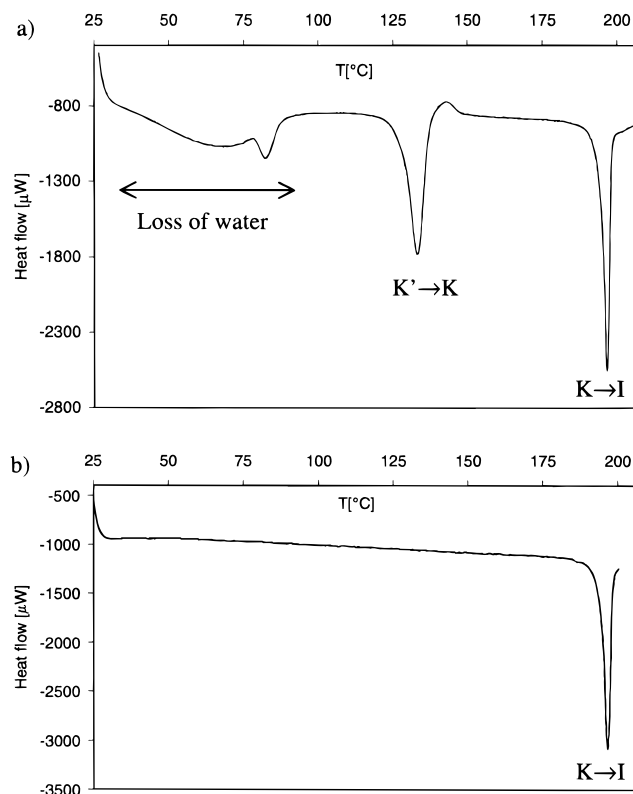 a)
25 50 75 100 125 150 175 200
T[°C]
-800
-1300
-1800
-2300
-2800
Heat flow [µW]
Loss of water
K'→K
K→I
b)
25 50 75 100 125 150 175 200
T[°C]
-500
-1000
-1500
-2000
-2500
-3000
-3500
Heat flow [µW]
K→I